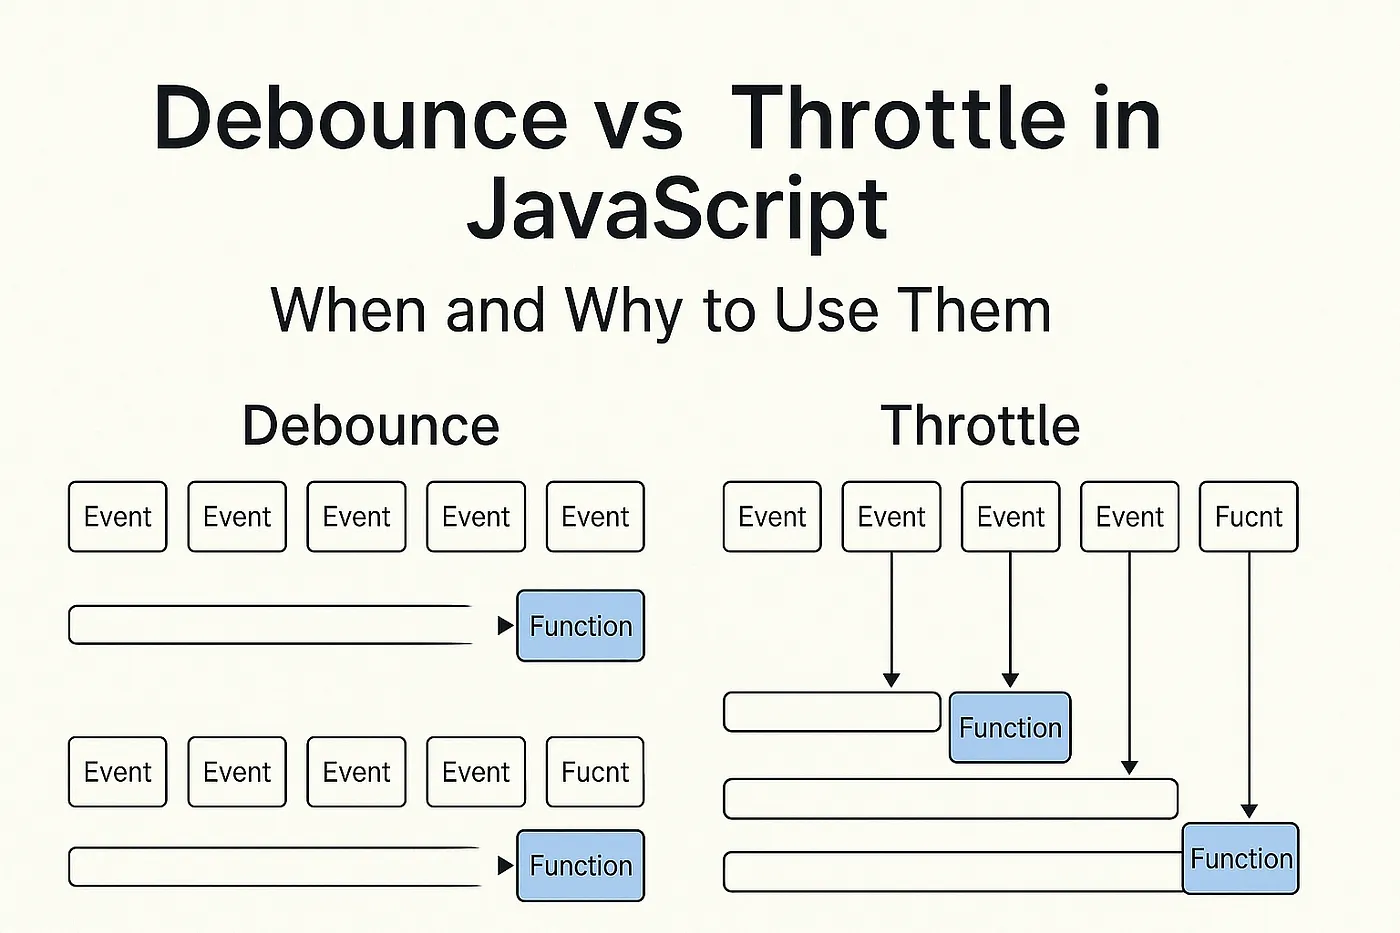 Debounce vs Throttle in
JavaScript
When and Why to Use Them
Debounce
Event Event Event Event Event
Function
Event Event Event Event Fucnt
Function
Throttle
Event Event Event Event Fucnt
Function
Function